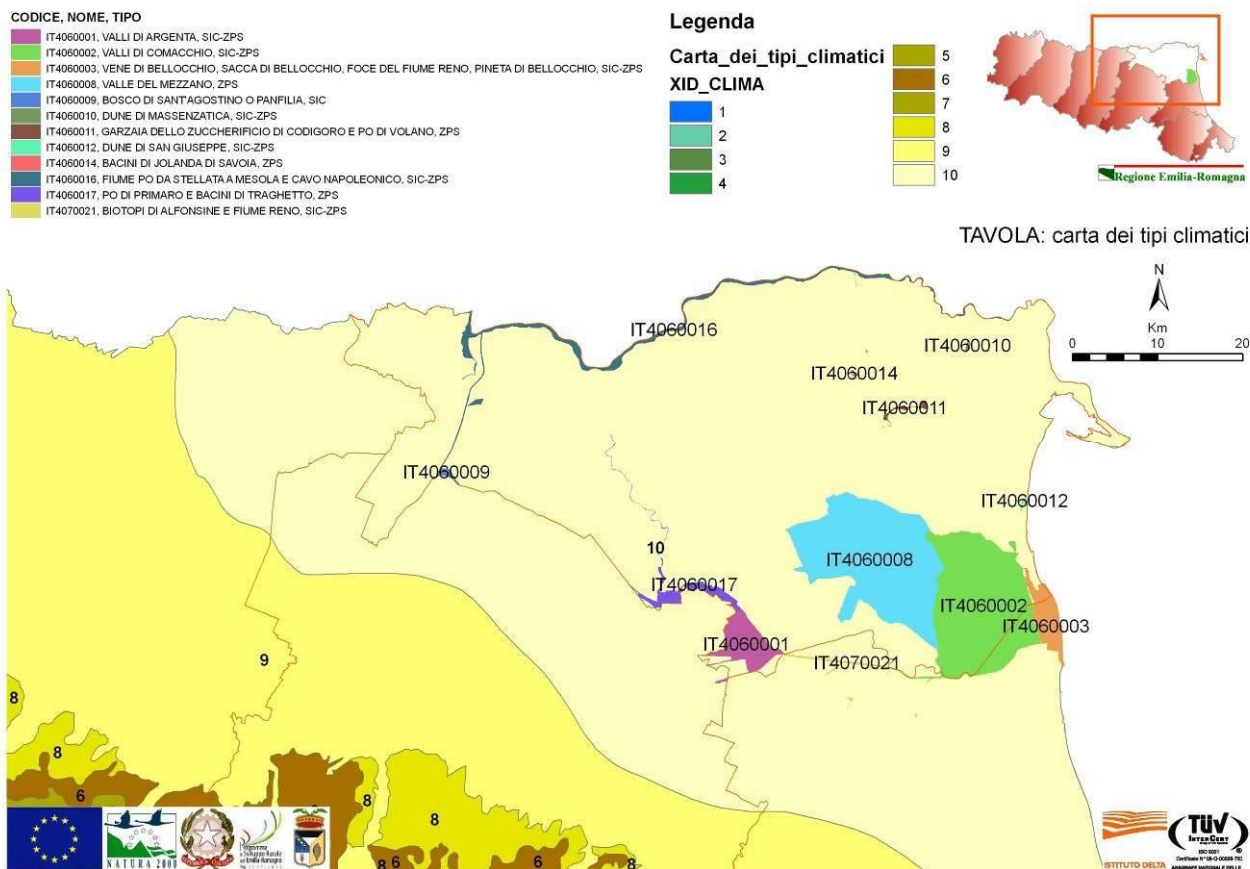 CODICE, NOME, TIPO
IT4060001, VALLI DI ARGENTA, SIC-ZPS
IT4060002, VALLI DI COMACCHIO, SIC-ZPS
IT4060003, VENE DI BELLOCCHIO, SACCA DI BELLOCCHIO, FOCE DEL FIUME RENO, PINETA DI BELLOCCHIO, SIC-ZPS
IT4060008, VALLE DEL MEZZANO, ZPS
IT4060009, BOSCO DI SANT'AGOSTINO O PANFILIA, SIC
IT4060010, DUNE DI MASSENZATICA, SIC-ZPS
IT4060011, GARZAIA DELLO ZUCCHERIFICIO DI CODIGORO E PO DI VOLANO, ZPS
IT4060012, DUNE DI SAN GIUSEPPE, SIC-ZPS
IT4060014, BACINI DI JOLANDA DI SAVOIA, ZPS
IT4060016, FIUME PO DA STELLATA A MESOLA E CAVO NAPOLEONICO, SIC-ZPS
IT4060017, PO DI PRIMARO E BACINI DI TRAGHETTO, ZPS
IT4070021, BIOTOPI DI ALFONSINE E FIUME RENO, SIC-ZPS
Legenda
Carta_dei_tipi_climatici
XID_CLIMA
1
2
3
4
5
6
7
8
9
10
Regione Emilia-Romagna
TAVOLA: carta dei tipi climatici
N
Km
0 10 20
IT4060016
IT4060010
IT4060014
IT4060011
IT4060009
IT4060012
10
IT4060008
IT4060017
IT4060002
IT4060003
IT4060001
IT4070021
9
8
8
6
8
8
8
6
8
NATURA 2000
ISTITUTO DELTA
TÜV
INTERCERT
ISO 9001